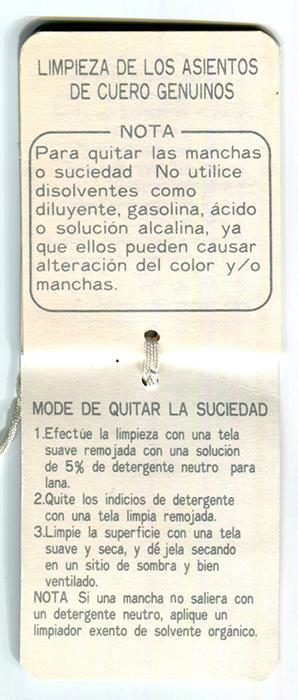 LIMPIEZA DE LOS ASIENTOS
DE CUERO GENUINOS
NOTA
Para quitar las manchas
o suciedad No utilice
disolventes como
diluyente, gasolina, ácido
o solución alcalina, ya
que ellos pueden causar
alteración del color y/o
manchas.
MODE DE QUITAR LA SUCIEDAD
1.Efectúe la limpieza con una tela
suave remojada con una solución
de 5% de detergente neutro para
lana.
2.Quite los indicios de detergente
con una tela limpia remojada.
3.Limpie la superficie con una tela
suave y seca, y dé jela secando
en un sitio de sombra y bien
ventilado.
NOTA Si una mancha no saliera con
un detergente neutro, aplique un
limpiador exento de solvente orgánico.